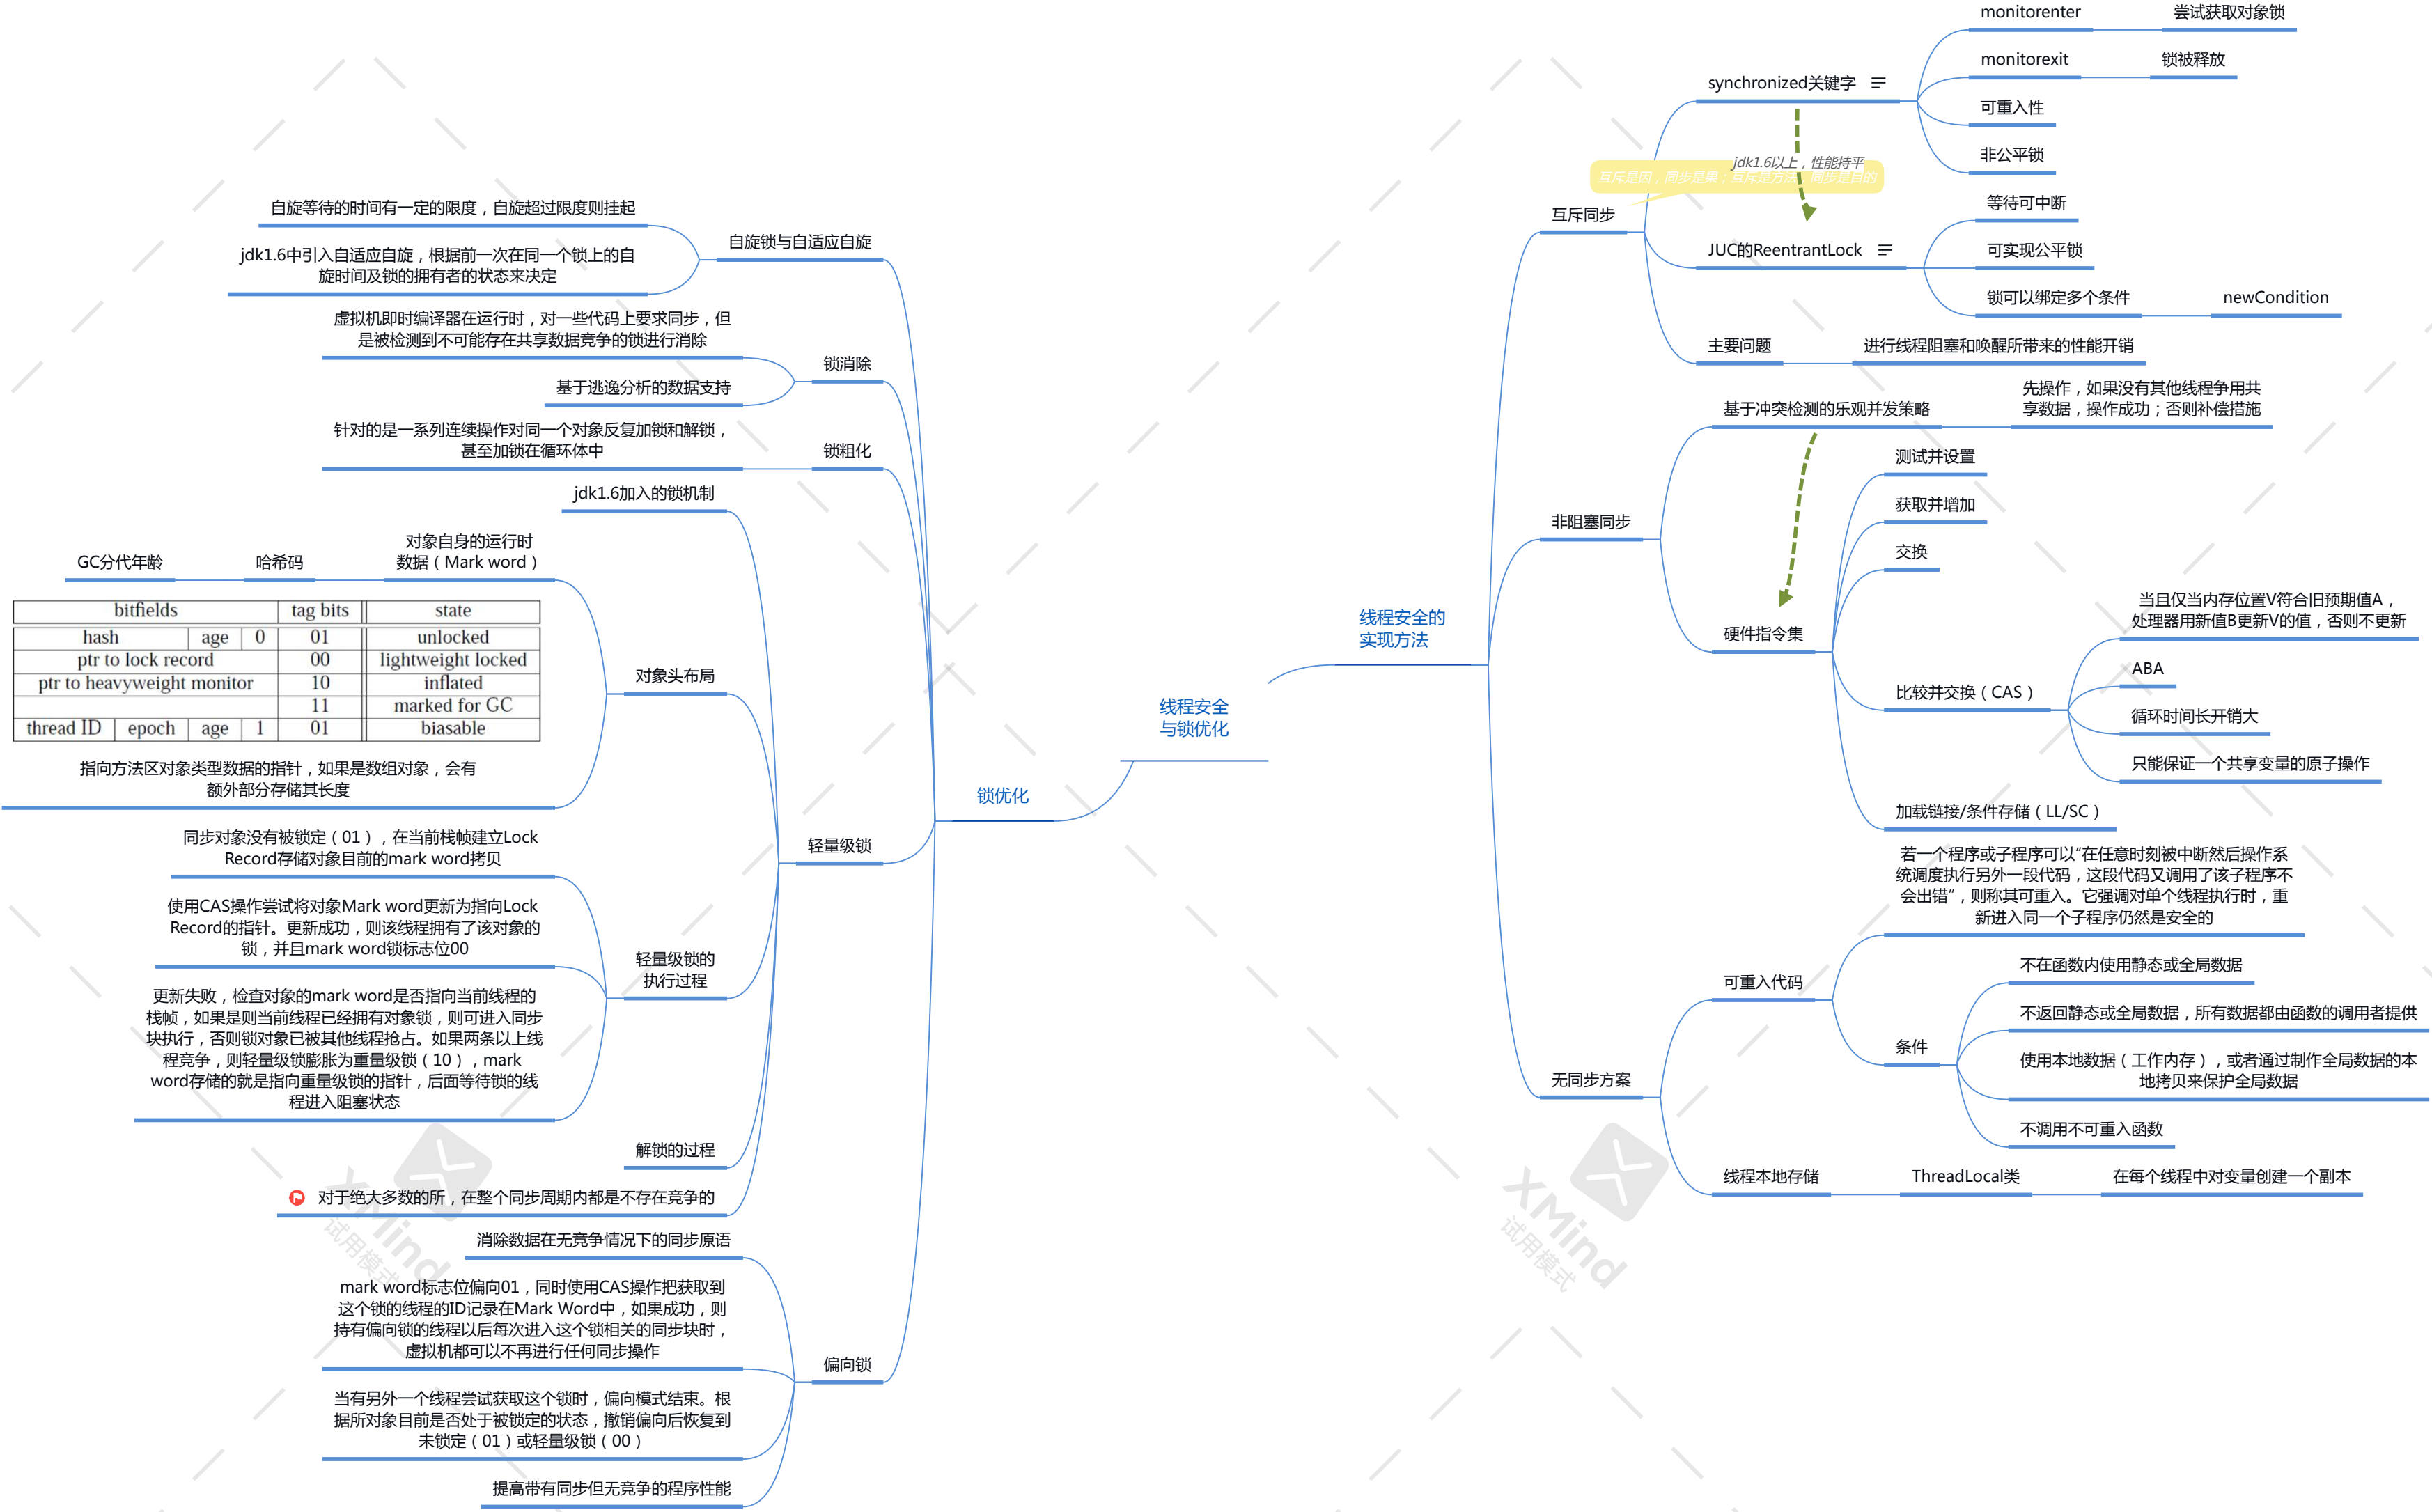 线程安全
与锁优化
线程安全的
实现方法
互斥同步
互斥是因，同步是果；互斥是方法，同步是目的
synchronized关键字
monitorenter
尝试获取对象锁
monitorexit
锁被释放
可重入性
非公平锁
jdk1.6以上，性能持平
JUC的ReentrantLock
等待可中断
可实现公平锁
锁可以绑定多个条件
newCondition
主要问题
进行线程阻塞和唤醒所带来的性能开销
非阻塞同步
基于冲突检测的乐观并发策略
先操作，如果没有其他线程争用共
享数据，操作成功；否则补偿措施
硬件指令集
测试并设置
获取并增加
交换
比较并交换（CAS）
当且仅当内存位置V符合旧预期值A，
处理器用新值B更新V的值，否则不更新
ABA
循环时间长开销大
只能保证一个共享变量的原子操作
加载链接/条件存储（LL/SC）
无同步方案
可重入代码
若一个程序或子程序可以“在任意时刻被中断然后操作系
统调度执行另外一段代码，这段代码又调用了该子程序不
会出错”，则称其可重入。它强调对单个线程执行时，重
新进入同一个子程序仍然是安全的
条件
不在函数内使用静态或全局数据
不返回静态或全局数据，所有数据都由函数的调用者提供
使用本地数据（工作内存），或者通过制作全局数据的本
地拷贝来保护全局数据
不调用不可重入函数
线程本地存储
ThreadLocal类
在每个线程中对变量创建一个副本
锁优化
自旋锁与自适应自旋
自旋等待的时间有一定的限度，自旋超过限度则挂起
jdk1.6中引入自适应自旋，根据前一次在同一个锁上的自
旋时间及锁的拥有者的状态来决定
锁消除
虚拟机即时编译器在运行时，对一些代码上要求同步，但
是被检测到不可能存在共享数据竞争的锁进行消除
基于逃逸分析的数据支持
锁粗化
针对的是一系列连续操作对同一个对象反复加锁和解锁，
甚至加锁在循环体中
轻量级锁
jdk1.6加入的锁机制
对象头布局
对象自身的运行时
数据（Mark word）
哈希码
GC分代年龄
bitfields tag bits state
hash age 0 01 unlocked
ptr to lock record 00 lightweight locked
ptr to heavyweight monitor 10 inflated
11 marked for GC
thread ID epoch age 1 01 biasable
指向方法区对象类型数据的指针，如果是数组对象，会有
额外部分存储其长度
轻量级锁的
执行过程
同步对象没有被锁定（01），在当前栈帧建立Lock
Record存储对象目前的mark word拷贝
使用CAS操作尝试将对象Mark word更新为指向Lock
Record的指针。更新成功，则该线程拥有了该对象的
锁，并且mark word锁标志位00
更新失败，检查对象的mark word是否指向当前线程的
栈帧，如果是则当前线程已经拥有对象锁，则可进入同步
块执行，否则锁对象已被其他线程抢占。如果两条以上线
程竞争，则轻量级锁膨胀为重量级锁（10），mark
word存储的就是指向重量级锁的指针，后面等待锁的线
程进入阻塞状态
解锁的过程
对于绝大多数的所，在整个同步周期内都是不存在竞争的
偏向锁
消除数据在无竞争情况下的同步原语
mark word标志位偏向01，同时使用CAS操作把获取到
这个锁的线程的ID记录在Mark Word中，如果成功，则
持有偏向锁的线程以后每次进入这个锁相关的同步块时，
虚拟机都可以不再进行任何同步操作
当有另外一个线程尝试获取这个锁时，偏向模式结束。根
据所对象目前是否处于被锁定的状态，撤销偏向后恢复到
未锁定（01）或轻量级锁（00）
提高带有同步但无竞争的程序性能
XMind
试用模式
XMind
试用模式